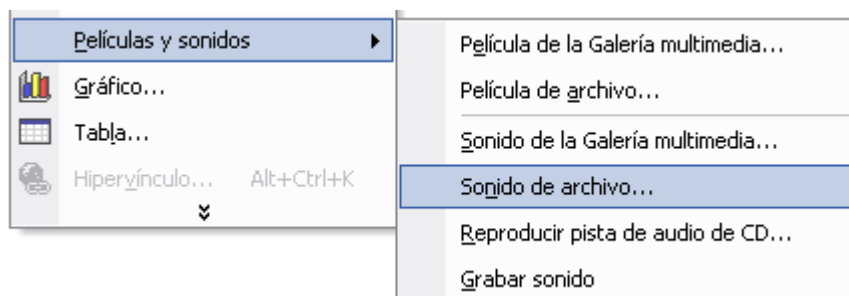 Películas y sonidos
Gráfico...
Tabla...
Hipervínculo... Alt+Ctrl+K
Película de la Galería multimedia...
Película de archivo...
Sonido de la Galería multimedia...
Sonido de archivo...
Reproducir pista de audio de CD...
Grabar sonido